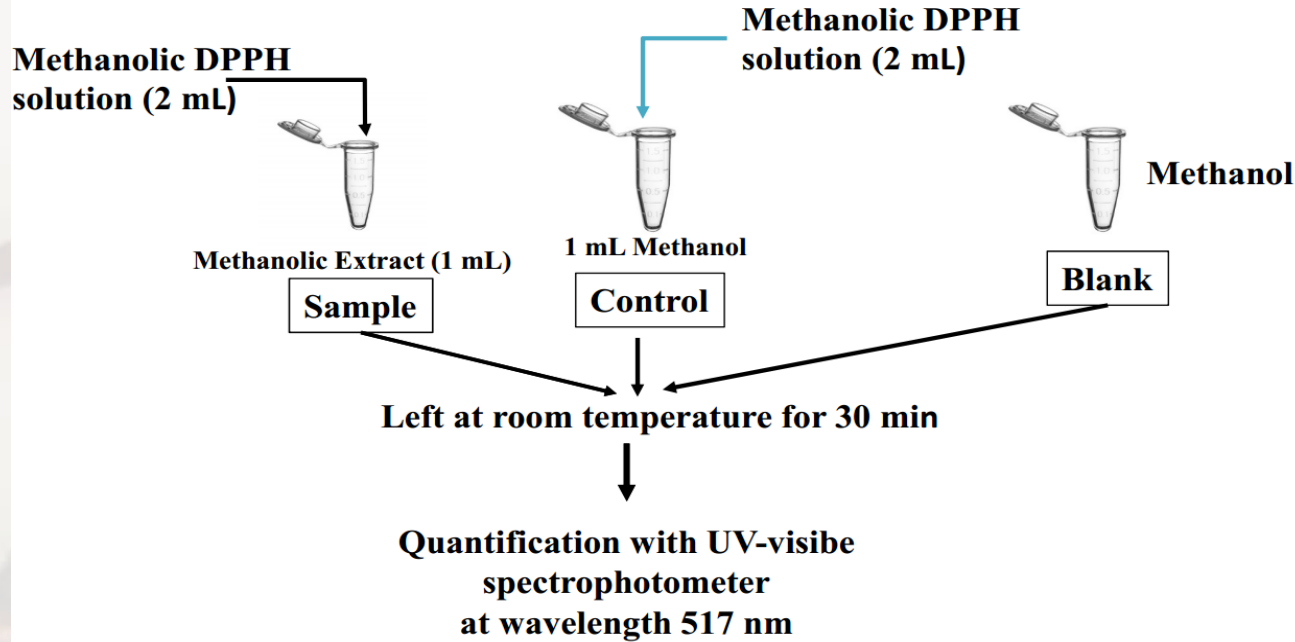 Methanolic DPPH
solution (2 mL)
Methanolic DPPH
solution (2 mL)
Methanol
Methanolic Extract (1 mL)
1 mL Methanol
Sample
Control
Blank
Left at room temperature for 30 min
Quantification with UV-visibe
spectrophotometer
at wavelength 517 nm